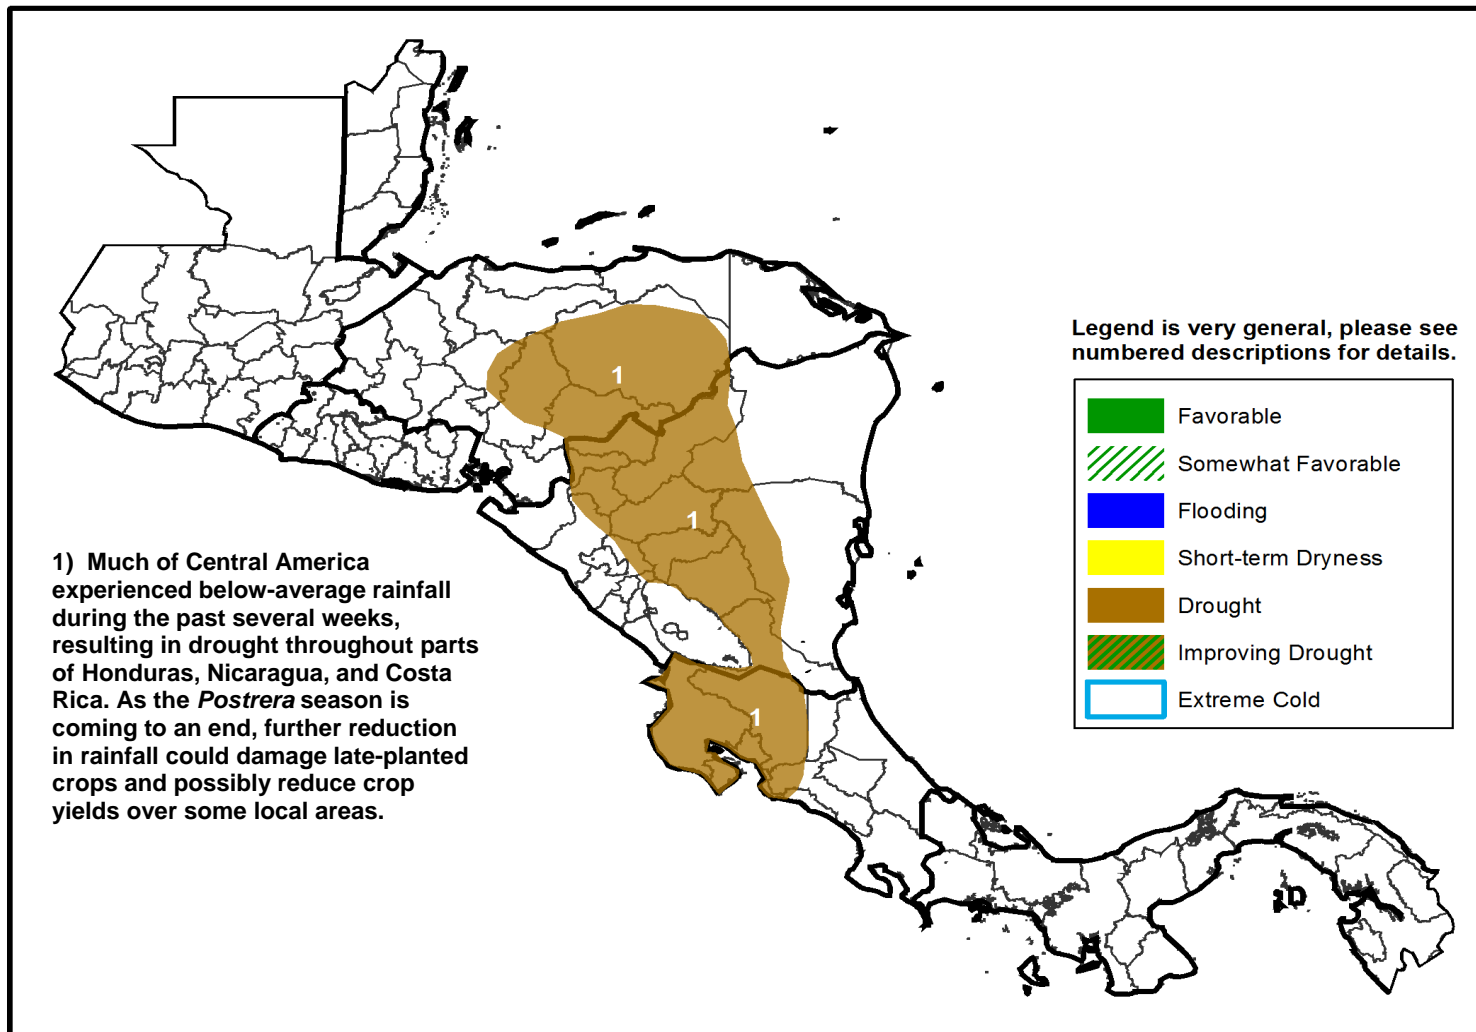 1
1
1
1) Much of Central America
experienced below-average rainfall
during the past several weeks,
resulting in drought throughout parts
of Honduras, Nicaragua, and Costa
Rica. As the Postrera season is
coming to an end, further reduction
in rainfall could damage late-planted
crops and possibly reduce crop
yields over some local areas.
Legend is very general, please see
numbered descriptions for details.
Favorable
Somewhat Favorable
Flooding
Short-term Dryness
Drought
Improving Drought
Extreme Cold